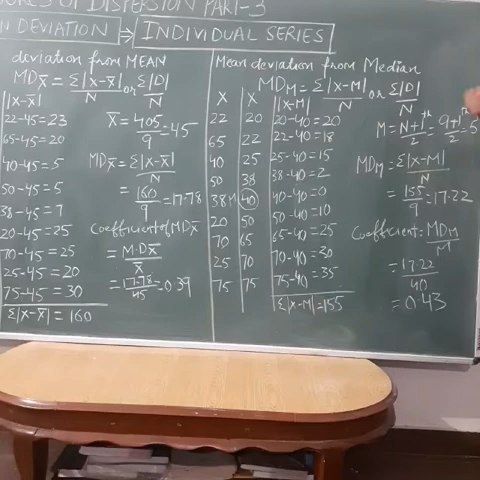 URES OF DISPERSION PART-3
N DEVIATION ⇒ INDIVIDUAL SERIES
deviation from MEAN
MDX̄ = Σ|X-X̄|/N or Σ|D|/N
|X-X̄|
22-45=23
65-45=20
40-45=5
50-45=5
38-45=7
20-45=25
70-45=25
25-45=20
75-45=30
Σ|X-X̄| = 160
X̄ = 405/9 = 45
MDX̄ = Σ|X-X̄|/N
= 160/9 = 17.78
Coefficient of MDX̄
= M.DX̄/X̄
= 17.78/45 = 0.39
Mean deviation from Median
MDM = Σ|X-M|/N or Σ|D|/N
X X |X-M|
22 20 20-40=20
65 22 22-40=18
40 25 25-40=15
50 38 38-40=2
38 M 40 40-40=0
20 50 50-40=10
70 65 65-40=25
25 70 70-40=30
75 75 75-40=35
Σ|X-M|=155
M = N+1/2 th = 9+1/2 th = 5
MDM = Σ|X-M|/N
= 155/9 = 17.22
Coefficient = MDM/M
= 17.22/40
= 0.43